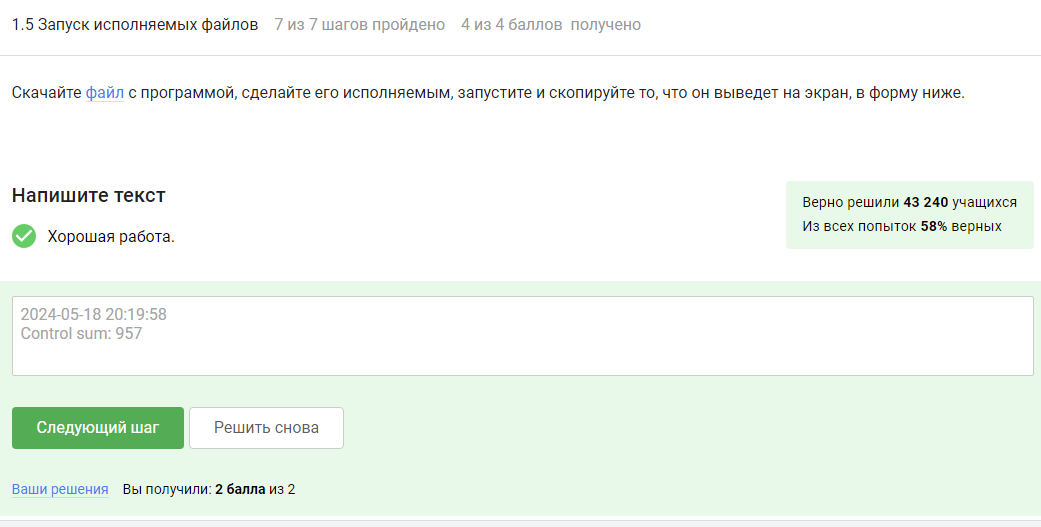 1.5 Запуск исполняемых файлов 7 из 7 шагов пройдено 4 из 4 баллов получено
Скачайте файл с программой, сделайте его исполняемым, запустите и скопируйте то, что он выведет на экран, в форму ниже.
Напишите текст
Верно решили 43 240 учащихся
Из всех попыток 58% верных
Хорошая работа.
2024-05-18 20:19:58
Control sum: 957
Следующий шаг Решить снова
Ваши решения Вы получили: 2 балла из 2